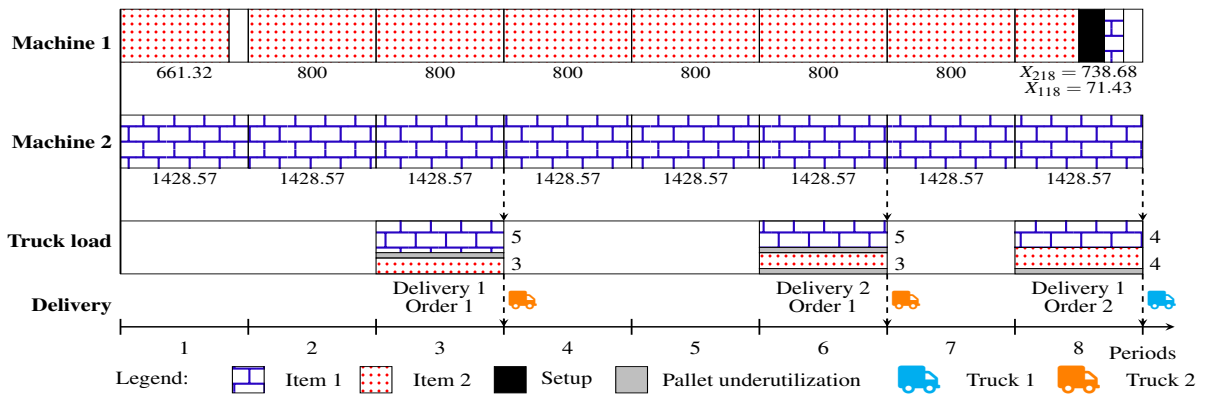 Machine 1
661.32 800 800 800 800 800 800 X₂₁₈ = 738.68
X₁₁₈ = 71.43
Machine 2
1428.57 1428.57 1428.57 1428.57 1428.57 1428.57 1428.57 1428.57
Truck load
5 5 4
3 3 4
Delivery
Delivery 1 Delivery 2 Delivery 1
Order 1 Order 1 Order 2
1 2 3 4 5 6 7 8 Periods
Legend: Item 1 Item 2 Setup Pallet underutilization Truck 1 Truck 2